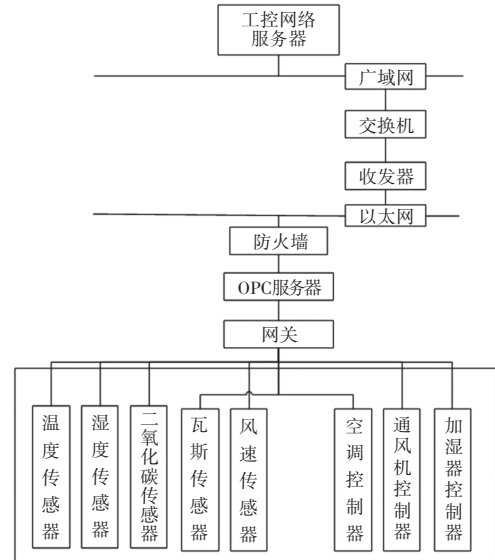 工控网络
服务器
广域网
交换机
收发器
以太网
防火墙
OPC服务器
网关
温度传感器
湿度传感器
二氧化碳传感器
瓦斯传感器
风速传感器
空调控制器
通风机控制器
加湿器控制器